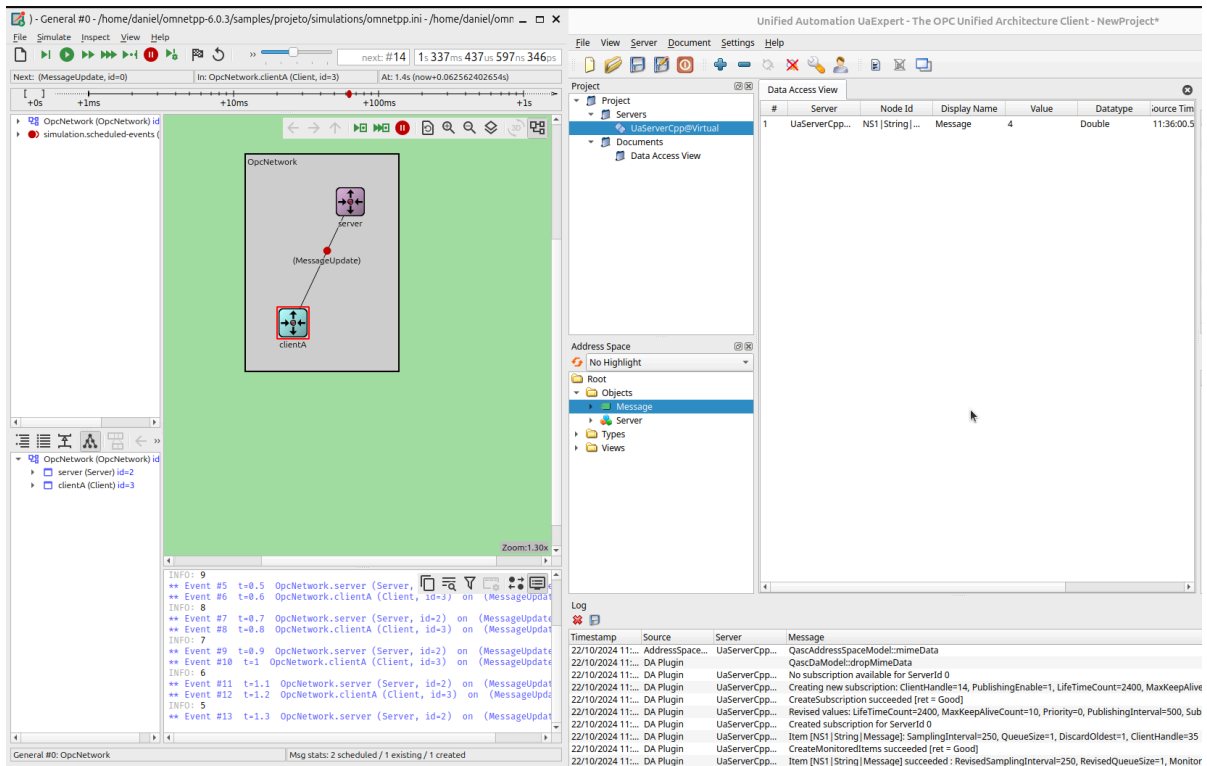 ) - General #0 - /home/daniel/omnetpp-6.0.3/samples/projeto/simulations/omnetpp.ini - /home/daniel/omn
File Simulate Inspect View Help
next: #14 1s 337ms 437us 597ns 346ps
Next: (MessageUpdate, id=0) In: OpcNetwork.clientA (Client, id=3) At: 1.4s (now+0.062562402654s)
+0s +1ms +10ms +100ms +1s
OpcNetwork (OpcNetwork) id
simulation.scheduled-events (
3D
OpcNetwork
server
(MessageUpdate)
clientA
Zoom:1.30x
OpcNetwork (OpcNetwork) id
server (Server) id=2
clientA (Client) id=3
INFO: 9
** Event #5 t=0.5 OpcNetwork.server (Server,
** Event #6 t=0.6 OpcNetwork.clientA (Client, id=3) on (MessageUpdat
INFO: 8
** Event #7 t=0.7 OpcNetwork.server (Server, id=2) on (MessageUpdate
** Event #8 t=0.8 OpcNetwork.clientA (Client, id=3) on (MessageUpdat
INFO: 7
** Event #9 t=0.9 OpcNetwork.server (Server, id=2) on (MessageUpdate
** Event #10 t=1 OpcNetwork.clientA (Client, id=3) on (MessageUpdat
INFO: 6
** Event #11 t=1.1 OpcNetwork.server (Server, id=2) on (MessageUpdat
** Event #12 t=1.2 OpcNetwork.clientA (Client, id=3) on (MessageUpda
INFO: 5
** Event #13 t=1.3 OpcNetwork.server (Server, id=2) on (MessageUpdat
General #0: OpcNetwork Msg stats: 2 scheduled / 1 existing / 1 created
Unified Automation UaExpert - The OPC Unified Architecture Client - NewProject*
File View Server Document Settings Help
Project
Project
Servers
UaServerCpp@Virtual
Documents
Data Access View
Address Space
No Highlight
Root
Objects
Message
Server
Types
Views
Data Access View
# Server Node Id Display Name Value Datatype ource Tim
1 UaServerCpp... NS1|String|... Message 4 Double 11:36:00.5
Log
Timestamp Source Server Message
22/10/2024 11:... AddressSpace... UaServerCpp... QascAddressSpaceModel::mimeData
22/10/2024 11:... DA Plugin QascDaModel::dropMimeData
22/10/2024 11:... DA Plugin UaServerCpp... No subscription available for ServerId 0
22/10/2024 11:... DA Plugin UaServerCpp... Creating new subscription: ClientHandle=14, PublishingEnable=1, LifeTimeCount=2400, MaxKeepAlive
22/10/2024 11:... DA Plugin UaServerCpp... CreateSubscription succeeded [ret = Good]
22/10/2024 11:... DA Plugin UaServerCpp... Revised values: LifeTimeCount=2400, MaxKeepAliveCount=10, Priority=0, PublishingInterval=500, Sub
22/10/2024 11:... DA Plugin UaServerCpp... Created subscription for ServerId 0
22/10/2024 11:... DA Plugin UaServerCpp... Item [NS1|String|Message]: SamplingInterval=250, QueueSize=1, DiscardOldest=1, ClientHandle=35
22/10/2024 11:... DA Plugin UaServerCpp... CreateMonitoredItems succeeded [ret = Good]
22/10/2024 11:... DA Plugin UaServerCpp... Item [NS1|String|Message] succeeded : RevisedSamplingInterval=250, RevisedQueueSize=1, Monitor